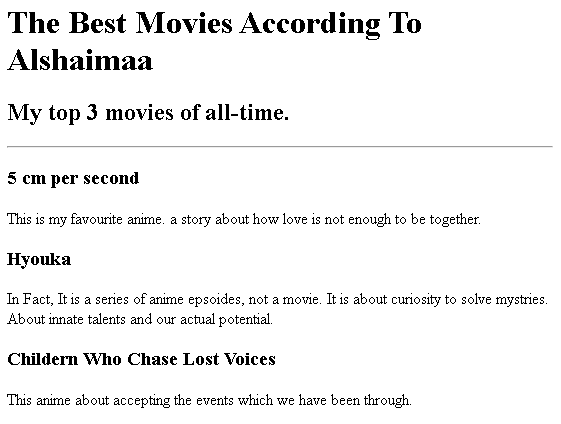 The Best Movies According To
Alshaimaa
My top 3 movies of all-time.
5 cm per second
This is my favourite anime. a story about how love is not enough to be together.
Hyouka
In Fact, It is a series of anime epsoides, not a movie. It is about curiosity to solve mystries.
About innate talents and our actual potential.
Childern Who Chase Lost Voices
This anime about accepting the events which we have been through.